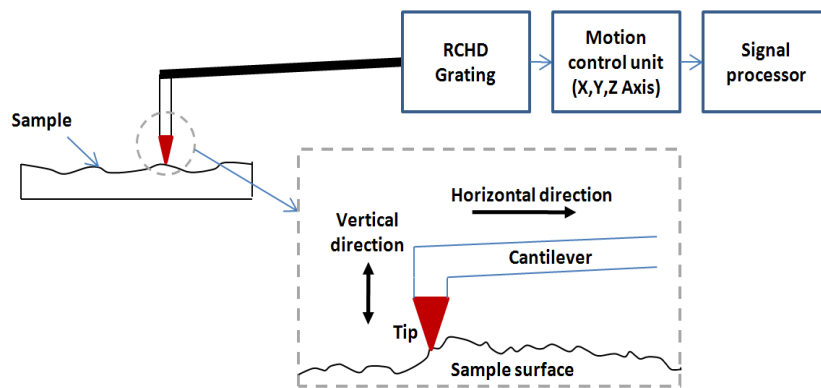 RCHD
Grating
Motion
control unit
(X,Y,Z Axis)
Signal
processor
Sample
Horizontal direction
Vertical
direction
Cantilever
Tip
Sample surface